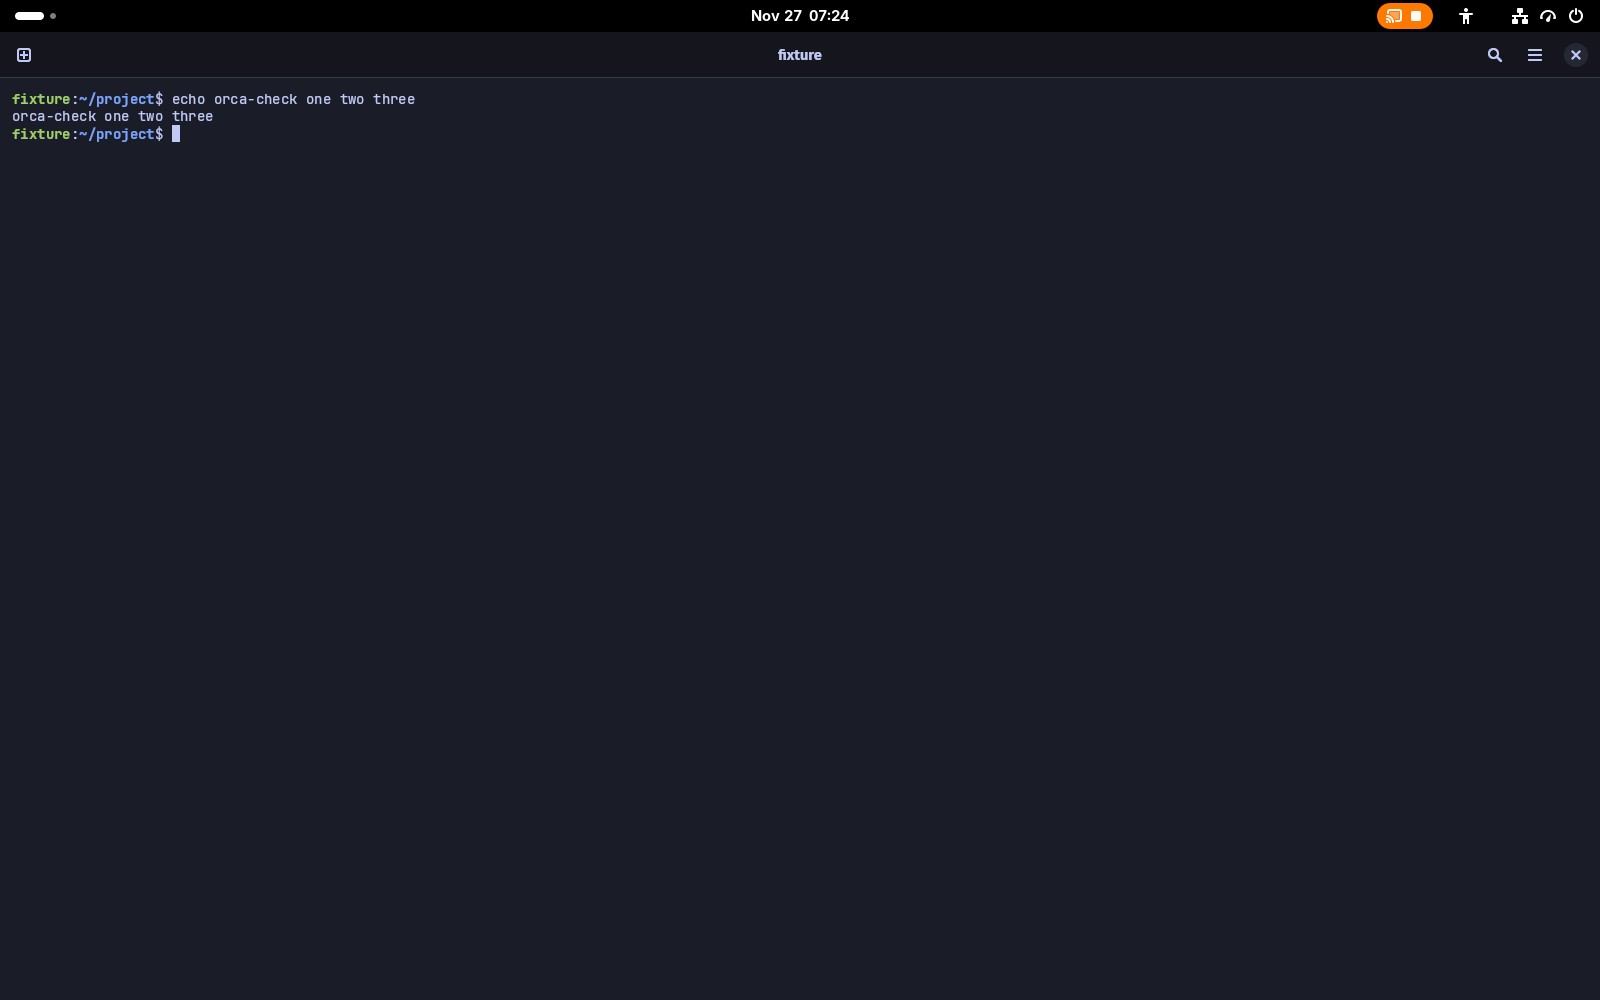 Nov 27 07:24
fixture
fixture:~/project$ echo orca-check one two three
orca-check one two three
fixture:~/project$